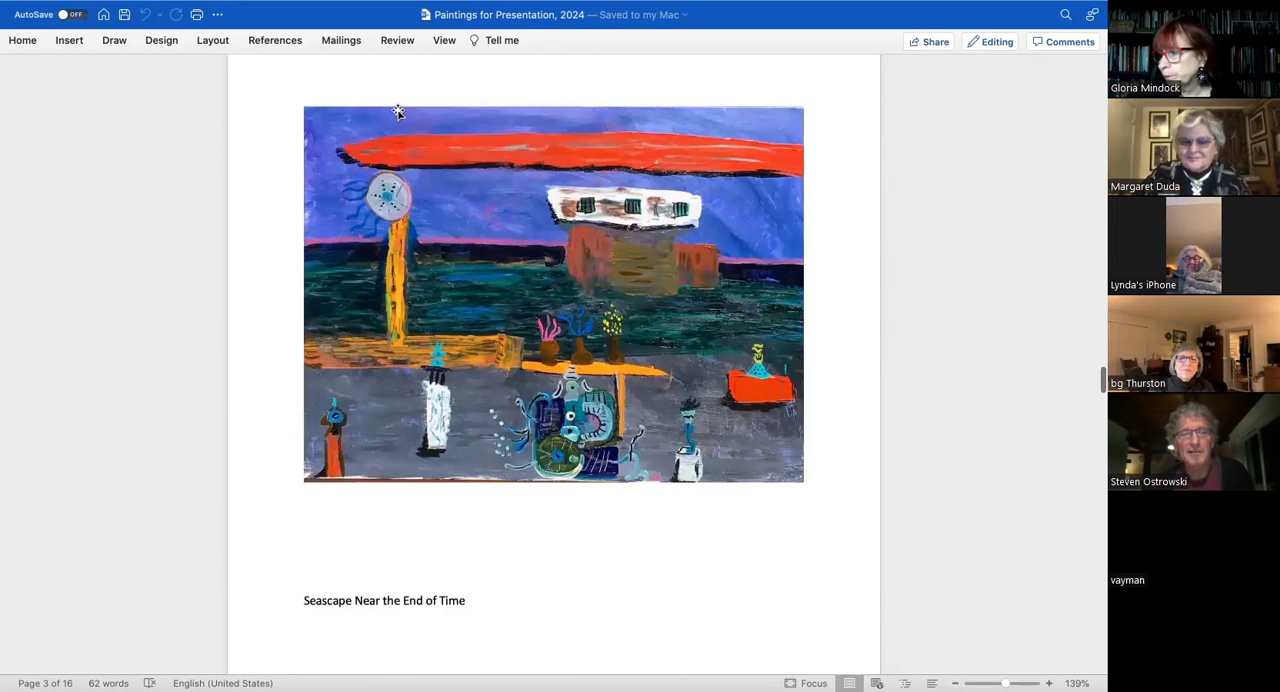 AutoSave OFF
Paintings for Presentation, 2024 — Saved to my Mac
Home Insert Draw Design Layout References Mailings Review View Tell me
Share Editing Comments
Gloria Mindock
Margaret Duda
Lynda's iPhone
bg Thurston
Steven Ostrowski
vayman
Seascape Near the End of Time
Page 3 of 16 62 words English (United States) Focus 139%